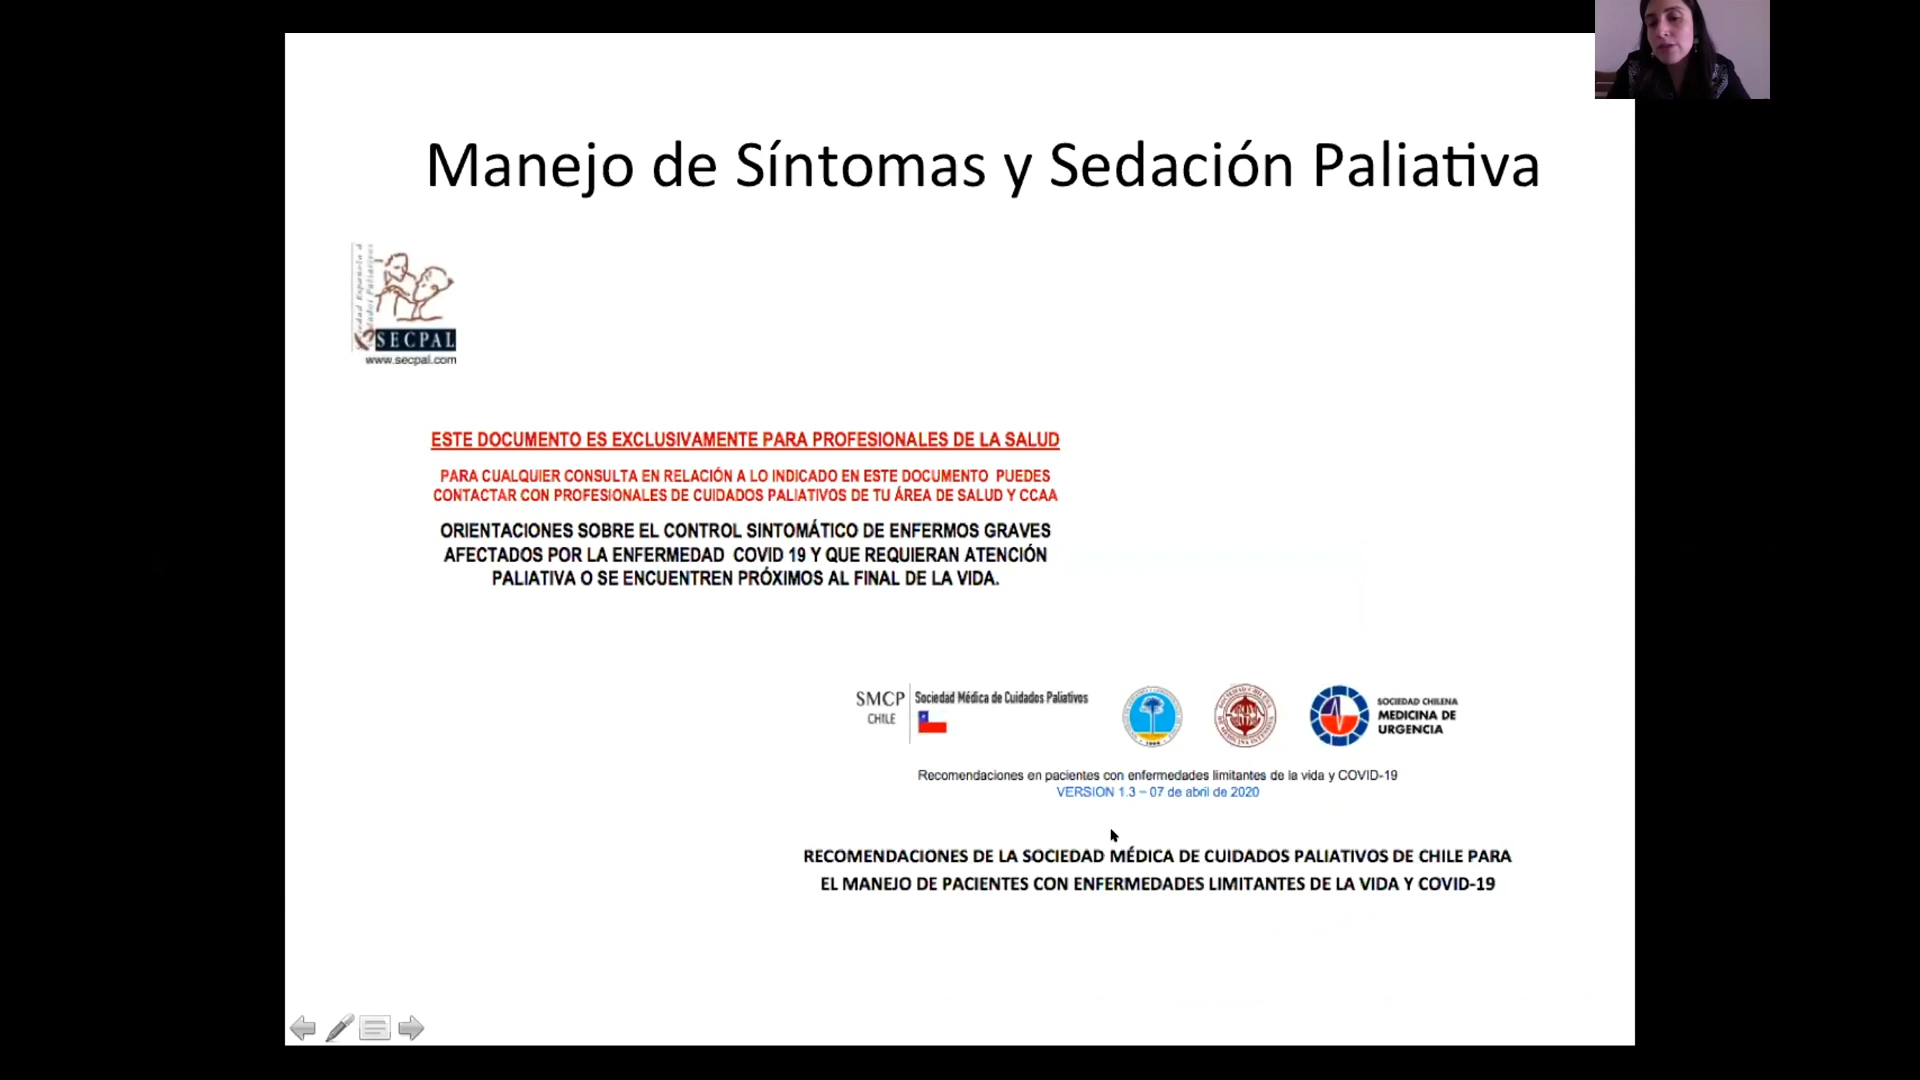 Manejo de Síntomas y Sedación Paliativa
SECPAL
www.secpal.com
ESTE DOCUMENTO ES EXCLUSIVAMENTE PARA PROFESIONALES DE LA SALUD
PARA CUALQUIER CONSULTA EN RELACIÓN A LO INDICADO EN ESTE DOCUMENTO PUEDES
CONTACTAR CON PROFESIONALES DE CUIDADOS PALIATIVOS DE TU ÁREA DE SALUD Y CCAA
ORIENTACIONES SOBRE EL CONTROL SINTOMÁTICO DE ENFERMOS GRAVES
AFECTADOS POR LA ENFERMEDAD COVID 19 Y QUE REQUIERAN ATENCIÓN
PALIATIVA O SE ENCUENTREN PRÓXIMOS AL FINAL DE LA VIDA.
SMCP
CHILE
Sociedad Médica de Cuidados Paliativos
SOCIEDAD CHILENA
MEDICINA DE
URGENCIA
Recomendaciones en pacientes con enfermedades limitantes de la vida y COVID-19
VERSION 1.3 – 07 de abril de 2020
RECOMENDACIONES DE LA SOCIEDAD MÉDICA DE CUIDADOS PALIATIVOS DE CHILE PARA
EL MANEJO DE PACIENTES CON ENFERMEDADES LIMITANTES DE LA VIDA Y COVID-19